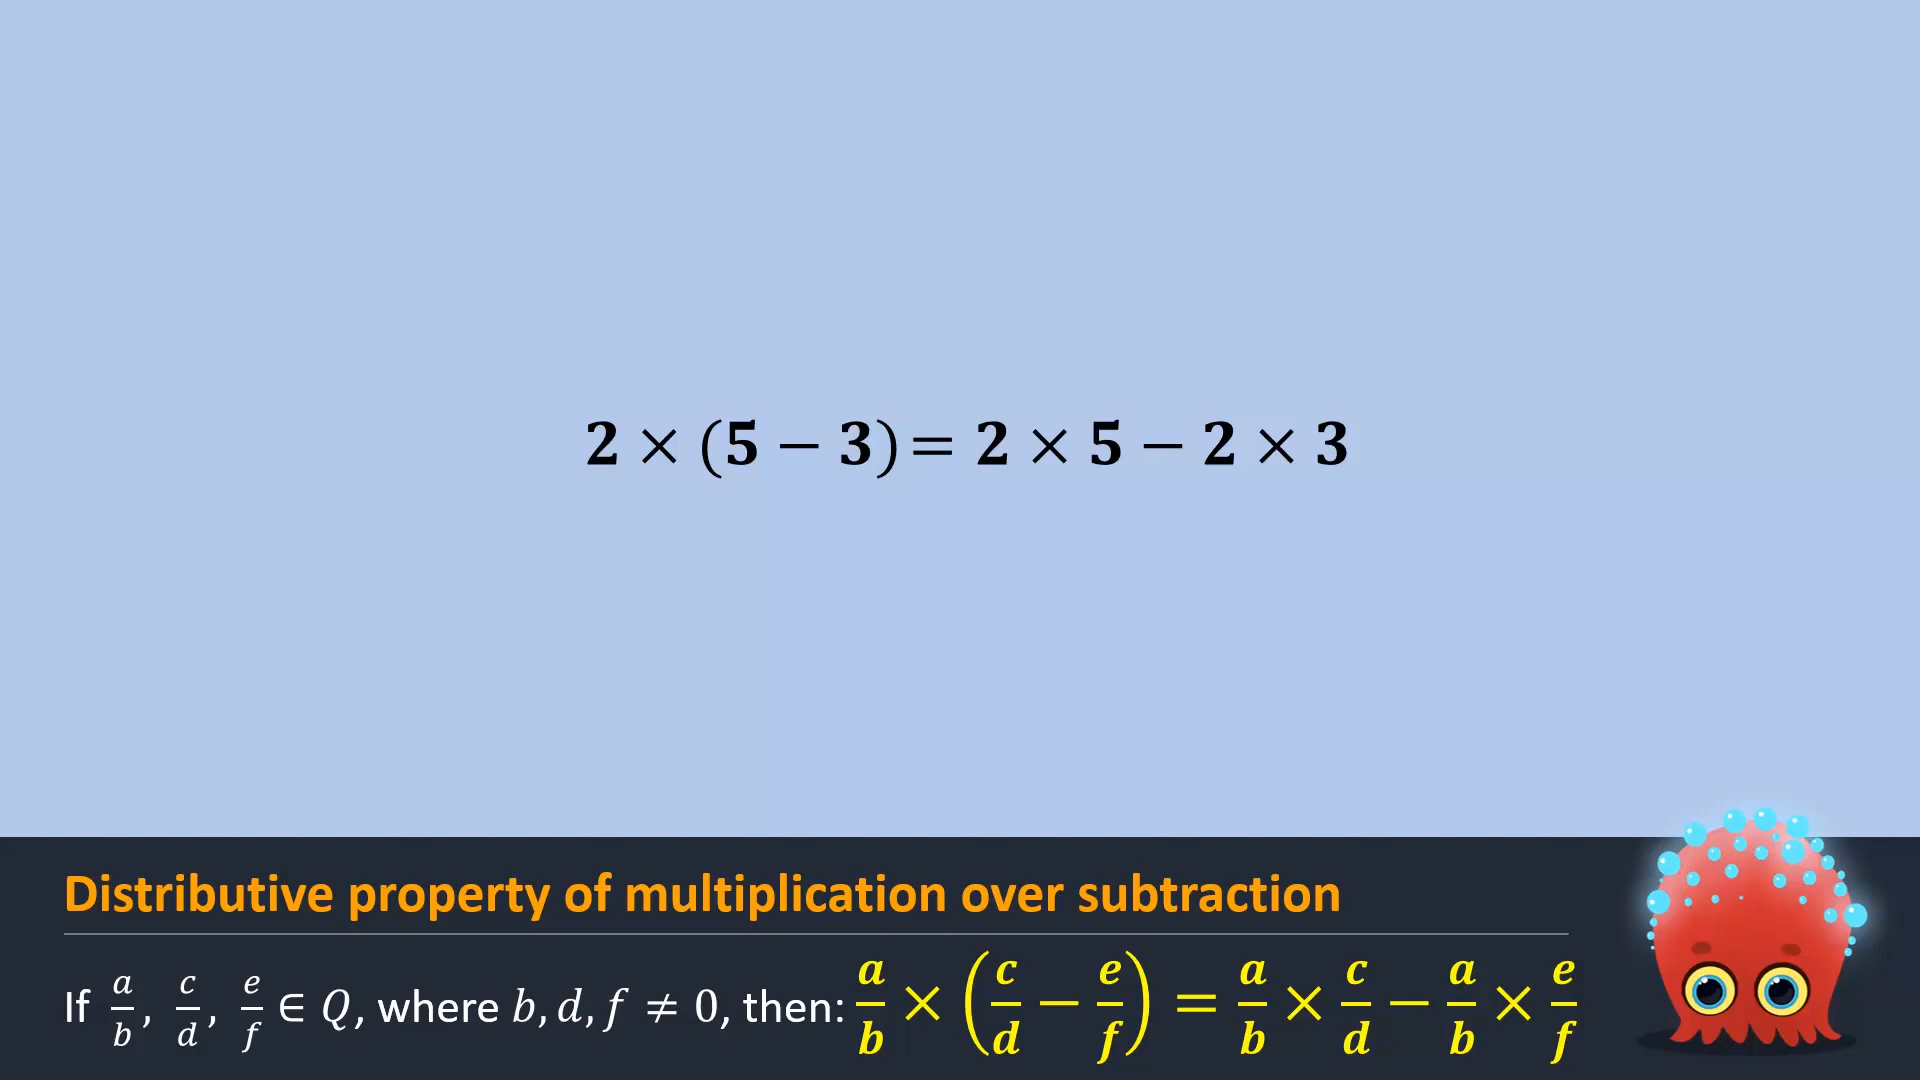 2 × (5 − 3) = 2 × 5 − 2 × 3
Distributive property of multiplication over subtraction
If a/b, c/d, e/f ∈ Q, where b, d, f ≠ 0, then: a/b × (c/d − e/f) = a/b × c/d − a/b × e/f